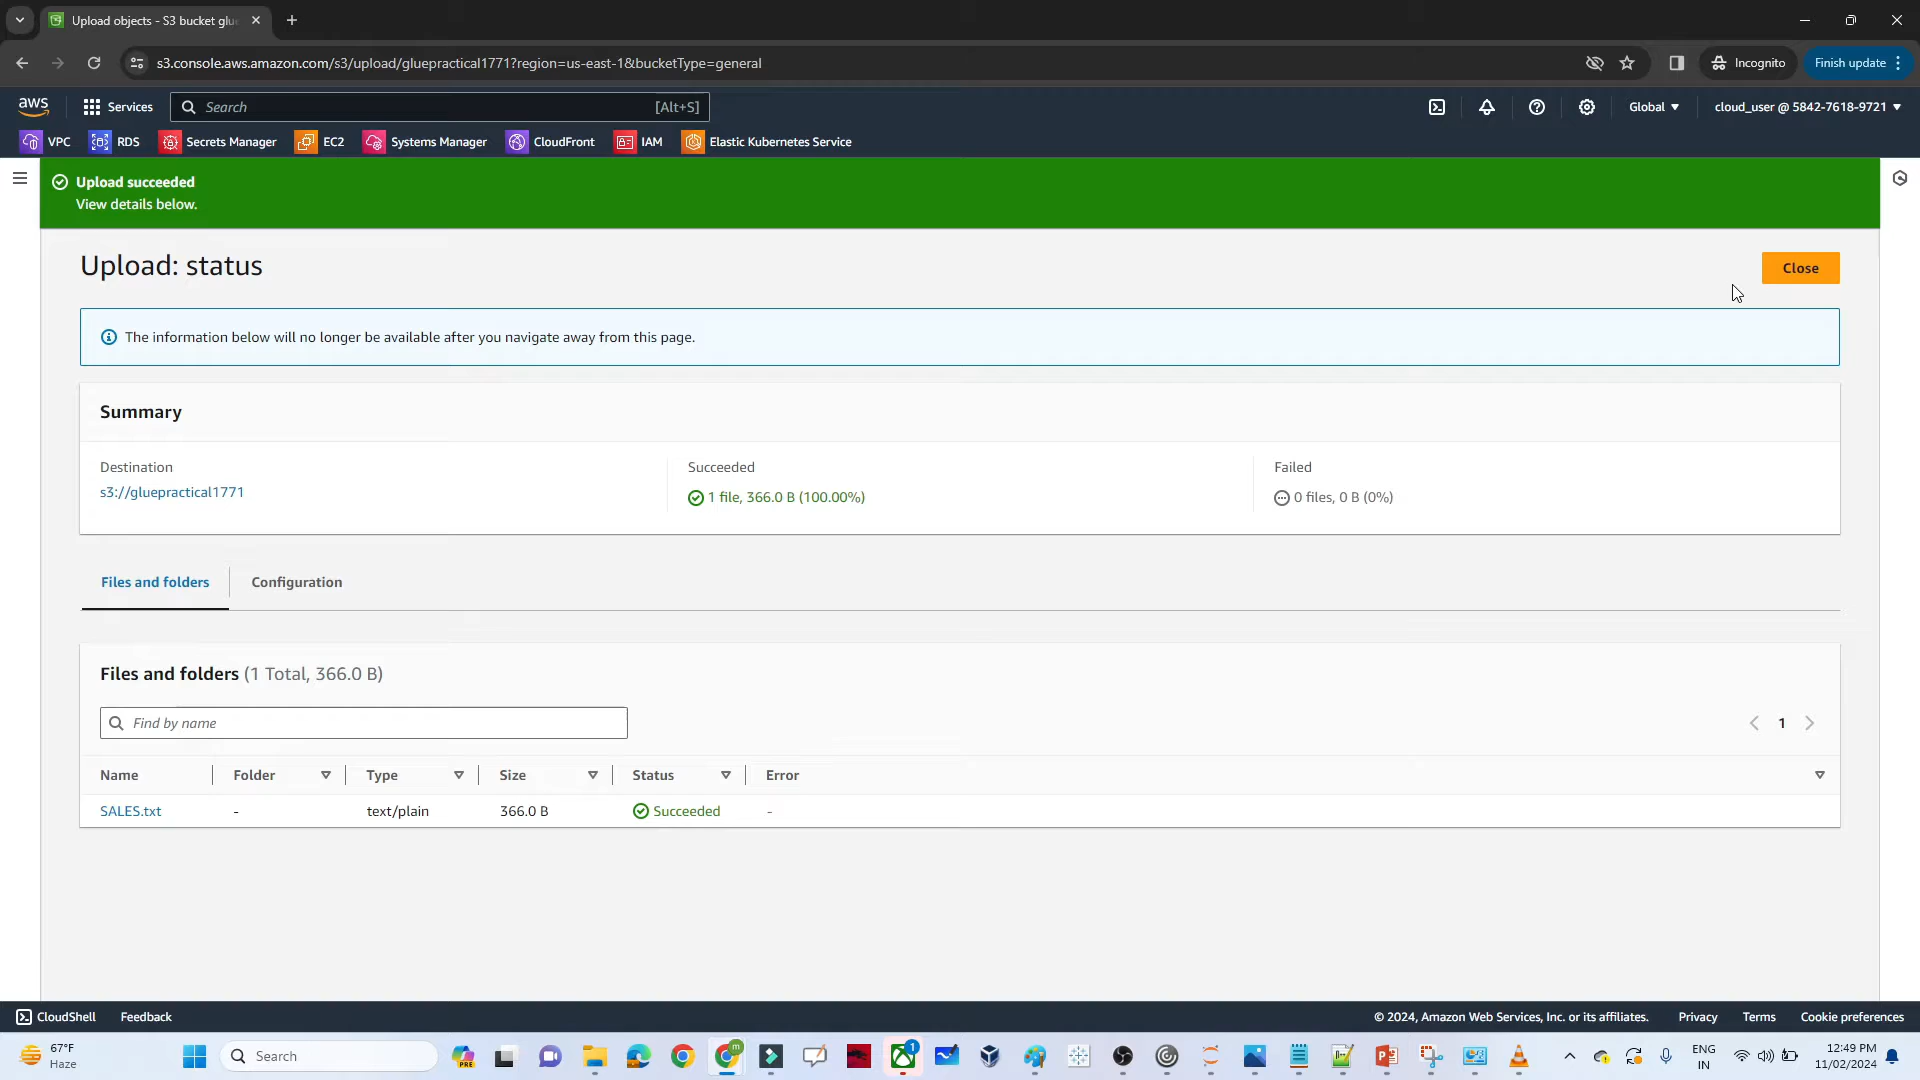 Upload objects - S3 bucket glu
s3.console.aws.amazon.com/s3/upload/gluepractical1771?region=us-east-1&bucketType=general
Incognito
Finish update
aws
Services
Search
[Alt+S]
Global
cloud_user @ 5842-7618-9721
VPC
RDS
Secrets Manager
EC2
Systems Manager
CloudFront
IAM
Elastic Kubernetes Service
Upload succeeded
View details below.
Upload: status
Close
The information below will no longer be available after you navigate away from this page.
Summary
Destination
s3://gluepractical1771
Succeeded
1 file, 366.0 B (100.00%)
Failed
0 files, 0 B (0%)
Files and folders
Configuration
Files and folders (1 Total, 366.0 B)
Find by name
1
Name
Folder
Type
Size
Status
Error
SALES.txt
-
text/plain
366.0 B
Succeeded
-
CloudShell
Feedback
© 2024, Amazon Web Services, Inc. or its affiliates.
Privacy
Terms
Cookie preferences
67°F
Haze
Search
PRE
m
1
ENG
IN
12:49 PM
11/02/2024